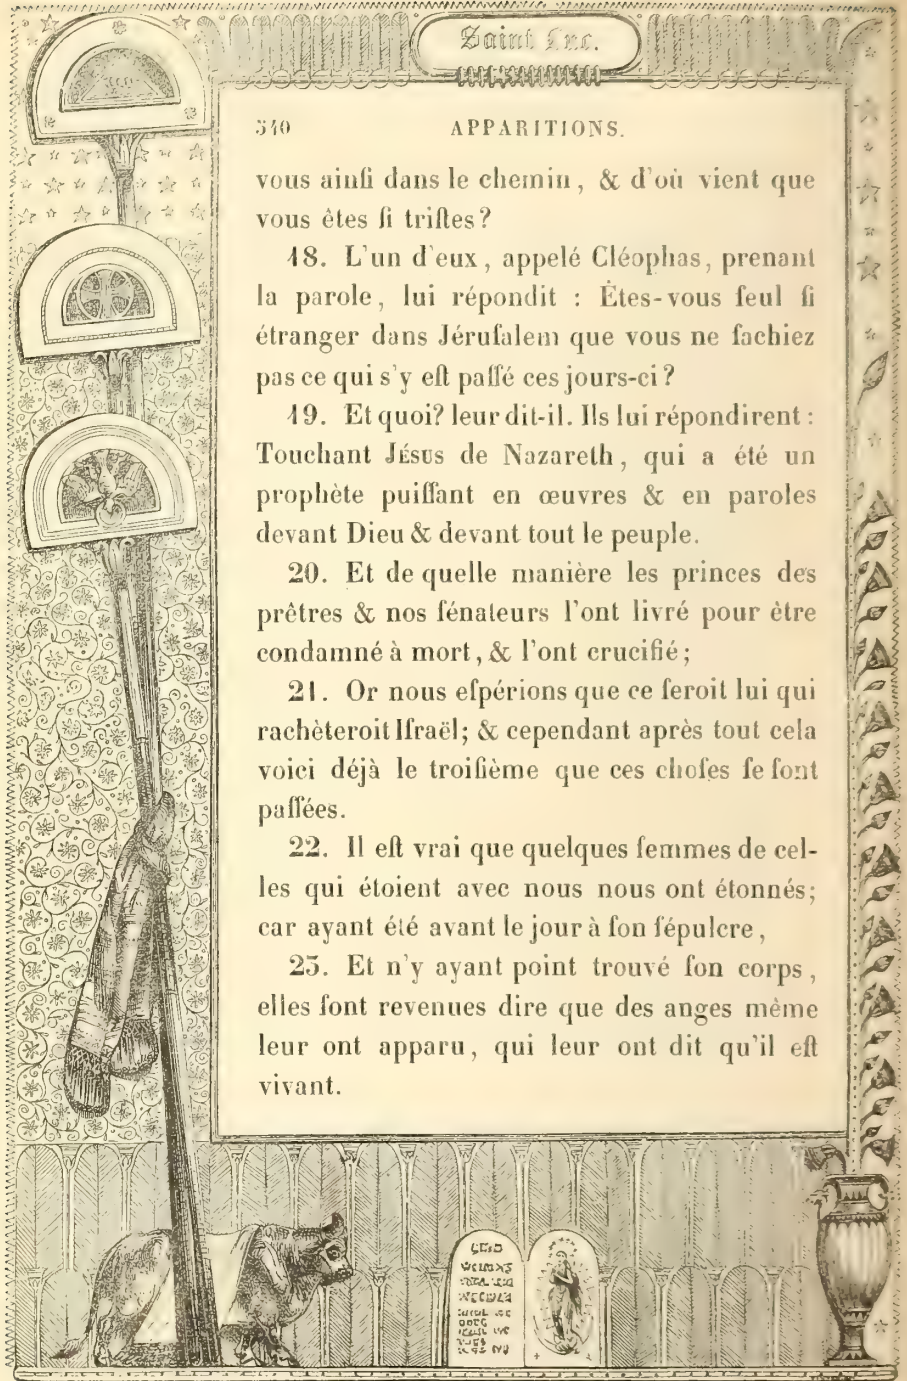 Saint Luc.
540 APPARITIONS.
vous ainſi dans le chemin, & d'où vient que
vous êtes ſi triſtes?
18. L'un d'eux, appelé Cléophas, prenant
la parole, lui répondit : Êtes-vous ſeul ſi
étranger dans Jéruſalem que vous ne ſachiez
pas ce qui s'y eſt paſſé ces jours-ci?
19. Et quoi? leur dit-il. Ils lui répondirent :
Touchant JÉSUS de Nazareth, qui a été un
prophète puiſſant en œuvres & en paroles
devant Dieu & devant tout le peuple.
20. Et de quelle manière les princes des
prêtres & nos ſénateurs l'ont livré pour être
condamné à mort, & l'ont crucifié;
21. Or nous eſpérions que ce ſeroit lui qui
rachèteroit Iſraël; & cependant après tout cela
voici déjà le troiſième que ces choſes ſe ſont
paſſées.
22. Il eſt vrai que quelques femmes de cel-
les qui étoient avec nous nous ont étonnés;
car ayant été avant le jour à ſon ſépulcre,
23. Et n'y ayant point trouvé ſon corps,
elles ſont revenues dire que des anges même
leur ont apparu, qui leur ont dit qu'il eſt
vivant.